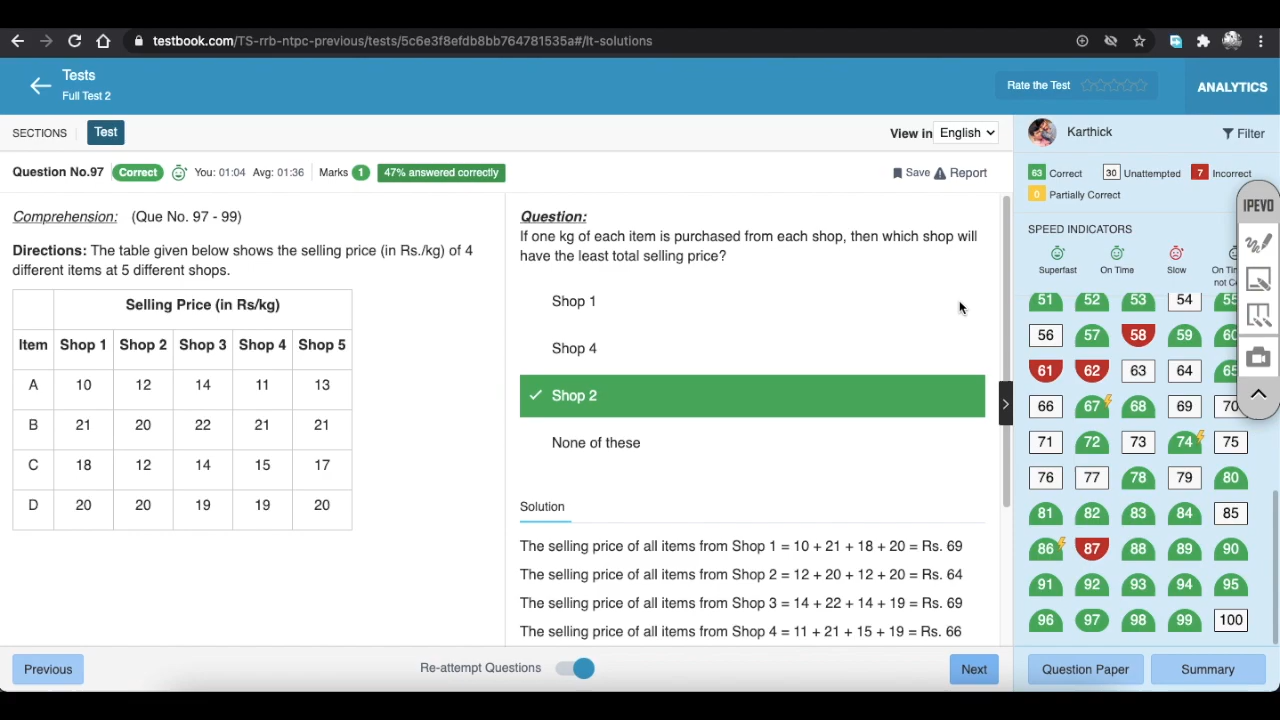 testbook.com/TS-rrb-ntpc-previous/tests/5c6e3f8efdb8bb764781535a#/lt-solutions
Tests
Full Test 2
Rate the Test
ANALYTICS
SECTIONS
Test
View in English
Karthick
Filter
Question No.97 Correct You: 01:04 Avg: 01:36 Marks 1 47% answered correctly Save Report
63 Correct 30 Unattempted 7 Incorrect
0 Partially Correct
IPEVO
Comprehension: (Que No. 97 - 99)
Directions: The table given below shows the selling price (in Rs./kg) of 4
different items at 5 different shops.
Selling Price (in Rs/kg)
Item Shop 1 Shop 2 Shop 3 Shop 4 Shop 5
A 10 12 14 11 13
B 21 20 22 21 21
C 18 12 14 15 17
D 20 20 19 19 20
Question:
If one kg of each item is purchased from each shop, then which shop will
have the least total selling price?
Shop 1
Shop 4
Shop 2
None of these
Solution
The selling price of all items from Shop 1 = 10 + 21 + 18 + 20 = Rs. 69
The selling price of all items from Shop 2 = 12 + 20 + 12 + 20 = Rs. 64
The selling price of all items from Shop 3 = 14 + 22 + 14 + 19 = Rs. 69
The selling price of all items from Shop 4 = 11 + 21 + 15 + 19 = Rs. 66
SPEED INDICATORS
Superfast On Time Slow
51 52 53 54 55
56 57 58 59 60
61 62 63 64 65
66 67 68 69 70
71 72 73 74 75
76 77 78 79 80
81 82 83 84 85
86 87 88 89 90
91 92 93 94 95
96 97 98 99 100
Previous
Re-attempt Questions
Next
Question Paper
Summary